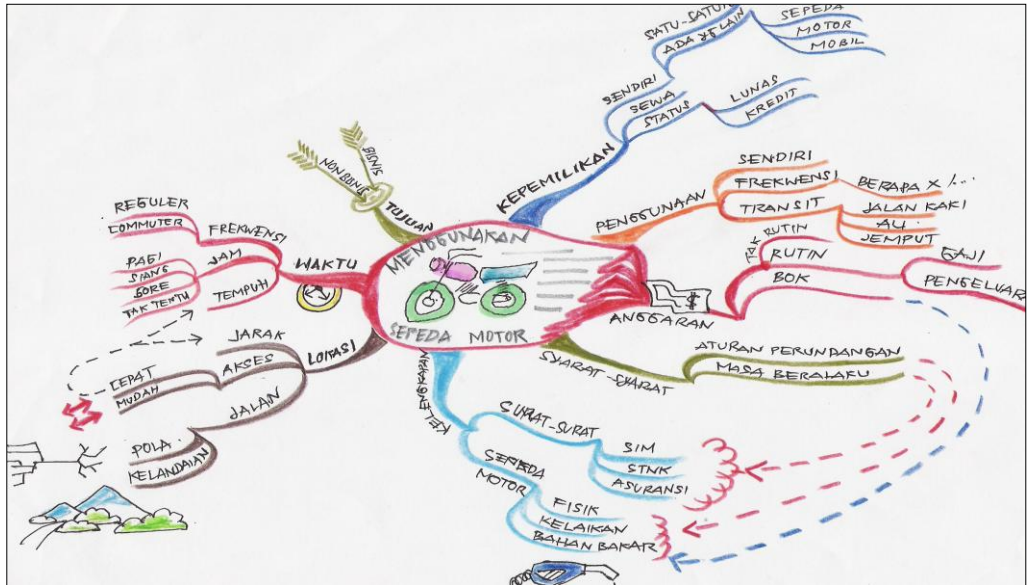 MENGGUNAKAN
SEPEDA MOTOR
TUJUAN
NON BISNIS
BISNIS
KEPEMILIKAN
SENDIRI
SATU-SATUNYA
ADA YG LAIN
SEPEDA
MOTOR
MOBIL
SEWA
STATUS
LUNAS
KREDIT
PENGGUNAAN
SENDIRI
FREKWENSI
BERAPA X /...
TRANSIT
JALAN KAKI
JEMPUT
ANGGARAN
$
TAK RUTIN
RUTIN
BOK
GAJI
PENGELUAR
SYARAT-SYARAT
ATURAN PERUNDANGAN
MASA BERALAKU
KELENGKAPAN
SURAT-SURAT
SIM
STNK
ASURANSI
SEPEDA
MOTOR
FISIK
KELAIKAN
BAHAN BAKAR
LOKASI
JARAK
AKSES
CEPAT
MUDAH
JALAN
POLA
KELANDAIAN
WAKTU
FREKWENSI
REGULER
COMMUTER
JAM
PAGI
SIANG
SORE
TAK TENTU
TEMPUH